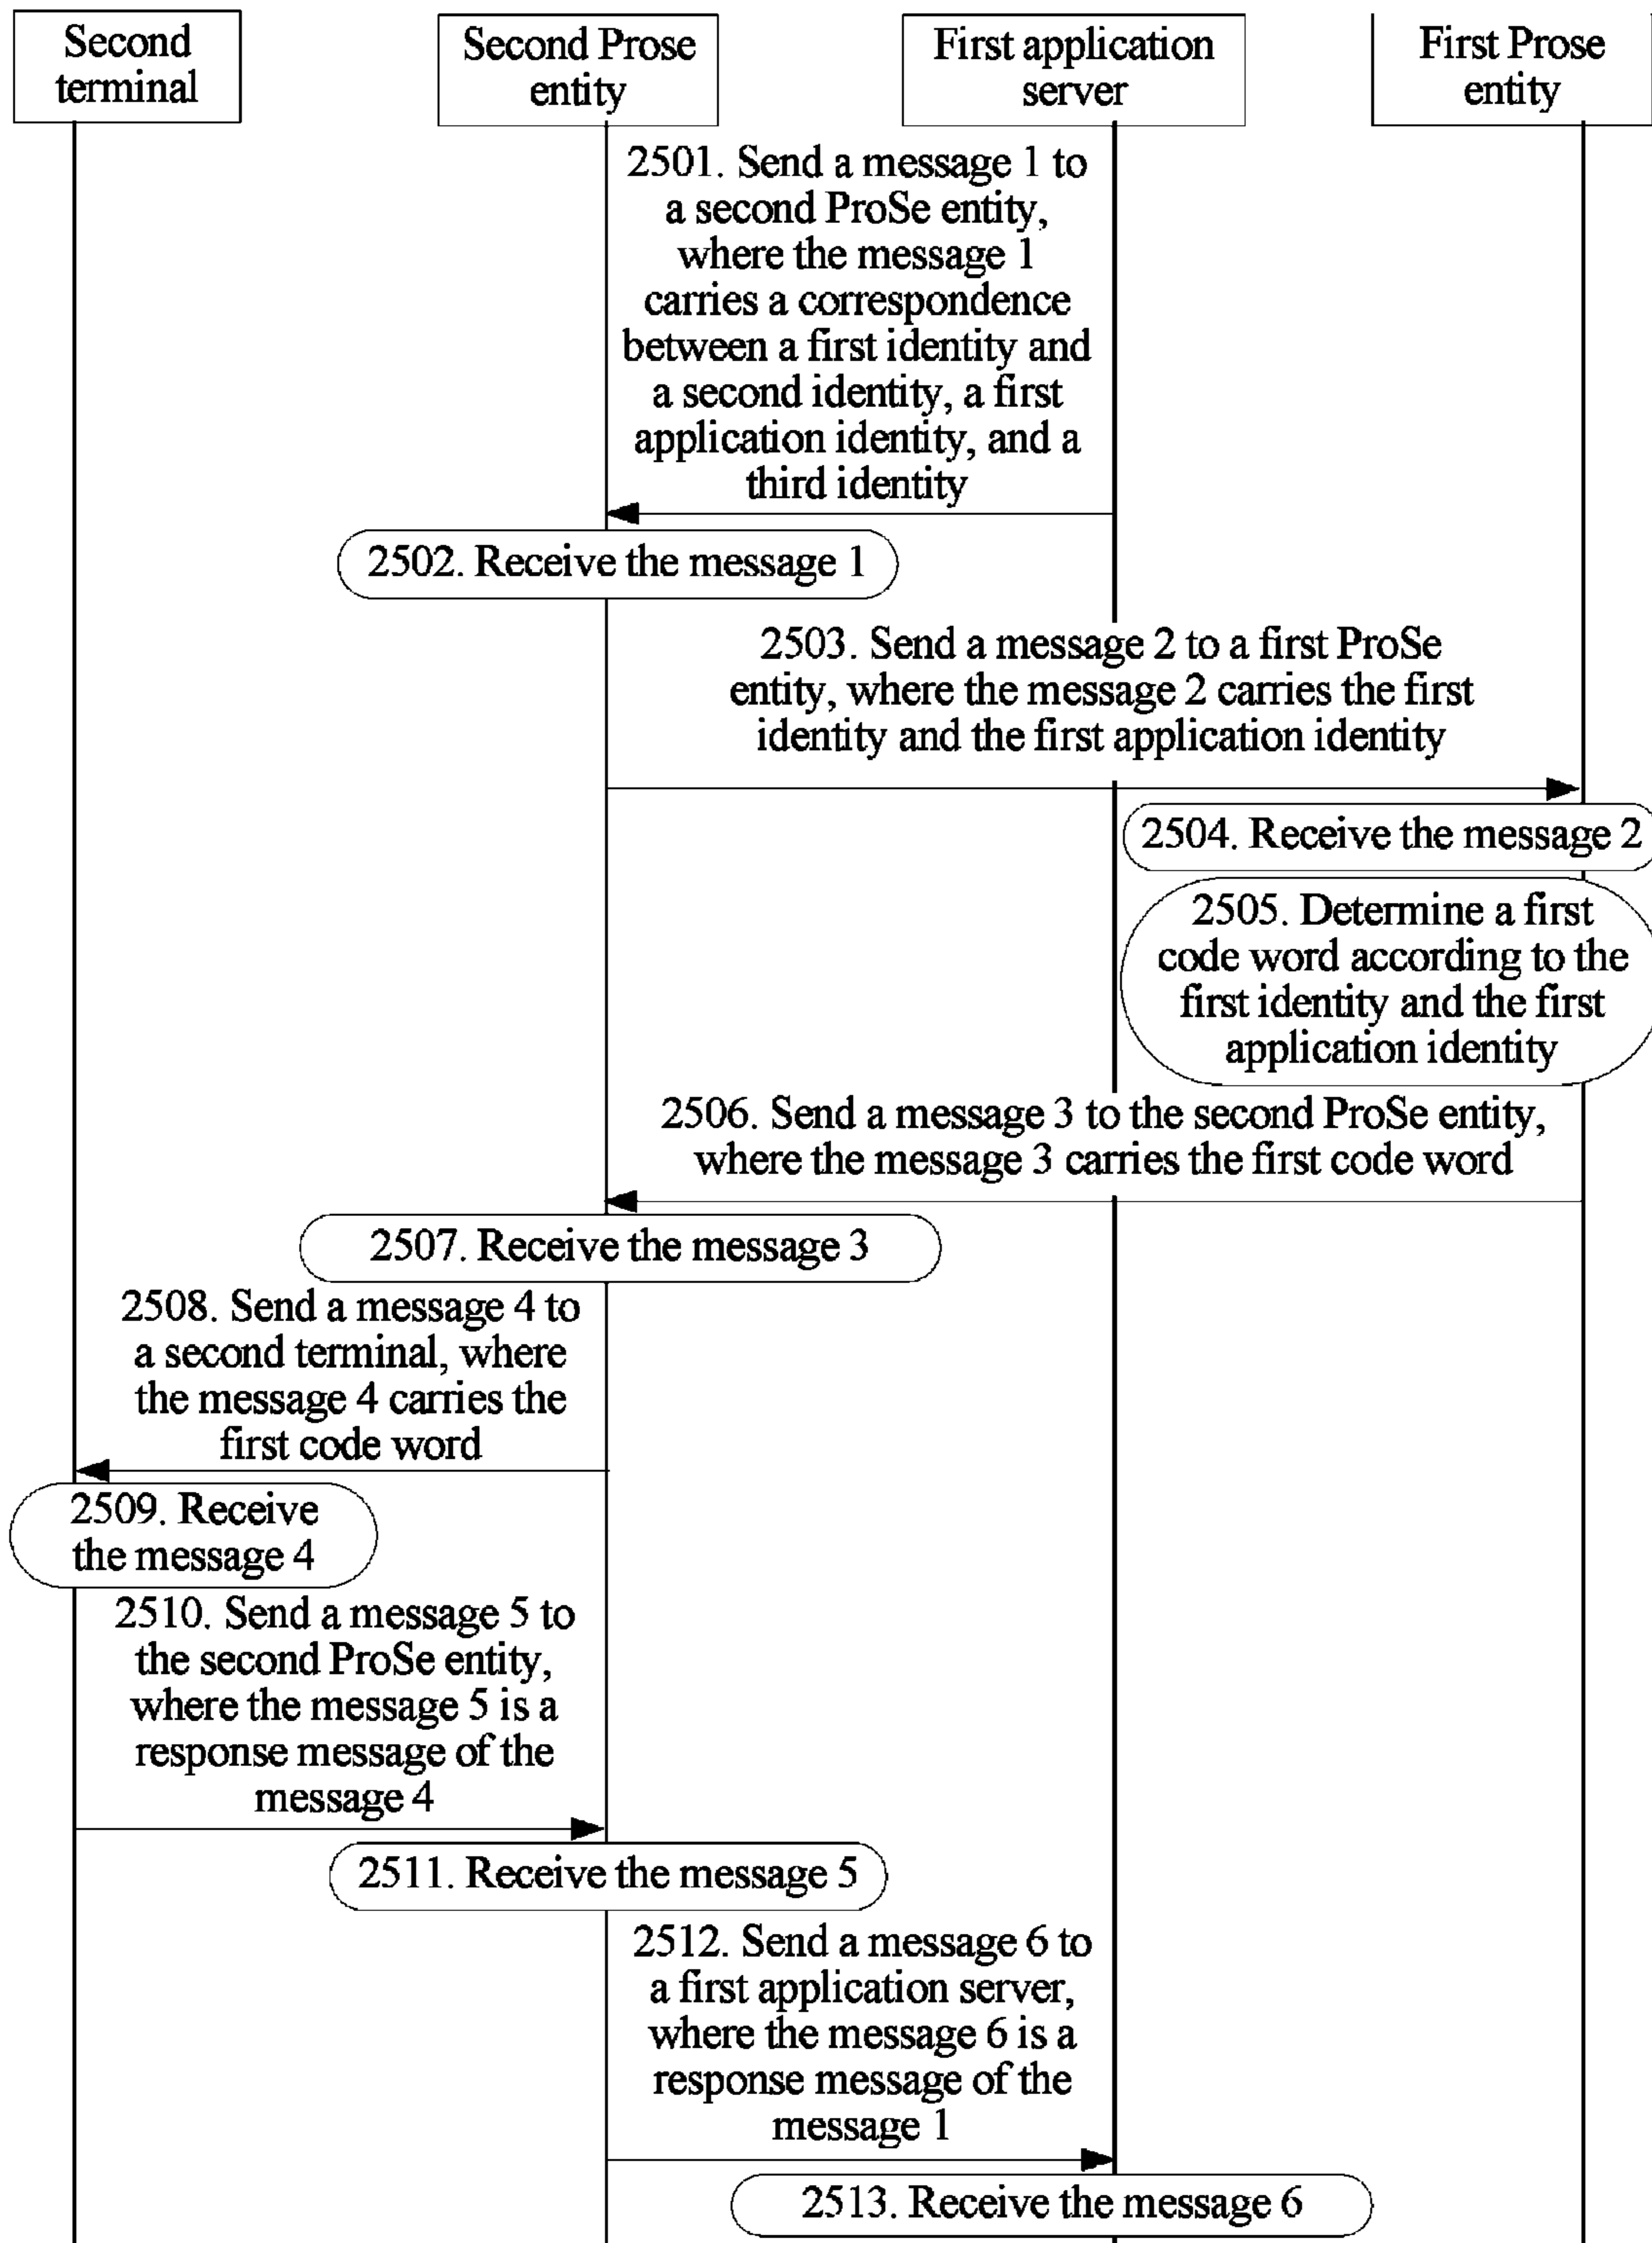 Second
terminal
Second Prose
entity
First application
server
First Prose
entity
2501. Send a message 1 to
a second ProSe entity,
where the message 1
carries a correspondence
between a first identity and
a second identity, a first
application identity, and a
third identity
2502. Receive the message 1
2503. Send a message 2 to a first ProSe
entity, where the message 2 carries the first
identity and the first application identity
2504. Receive the message 2
2505. Determine a first
code word according to the
first identity and the first
application identity
2506. Send a message 3 to the second ProSe entity,
where the message 3 carries the first code word
2507. Receive the message 3
2508. Send a message 4 to
a second terminal, where
the message 4 carries the
first code word
2509. Receive
the message 4
2510. Send a message 5 to
the second ProSe entity,
where the message 5 is a
response message of the
message 4
2511. Receive the message 5
2512. Send a message 6 to
a first application server,
where the message 6 is a
response message of the
message 1
2513. Receive the message 6